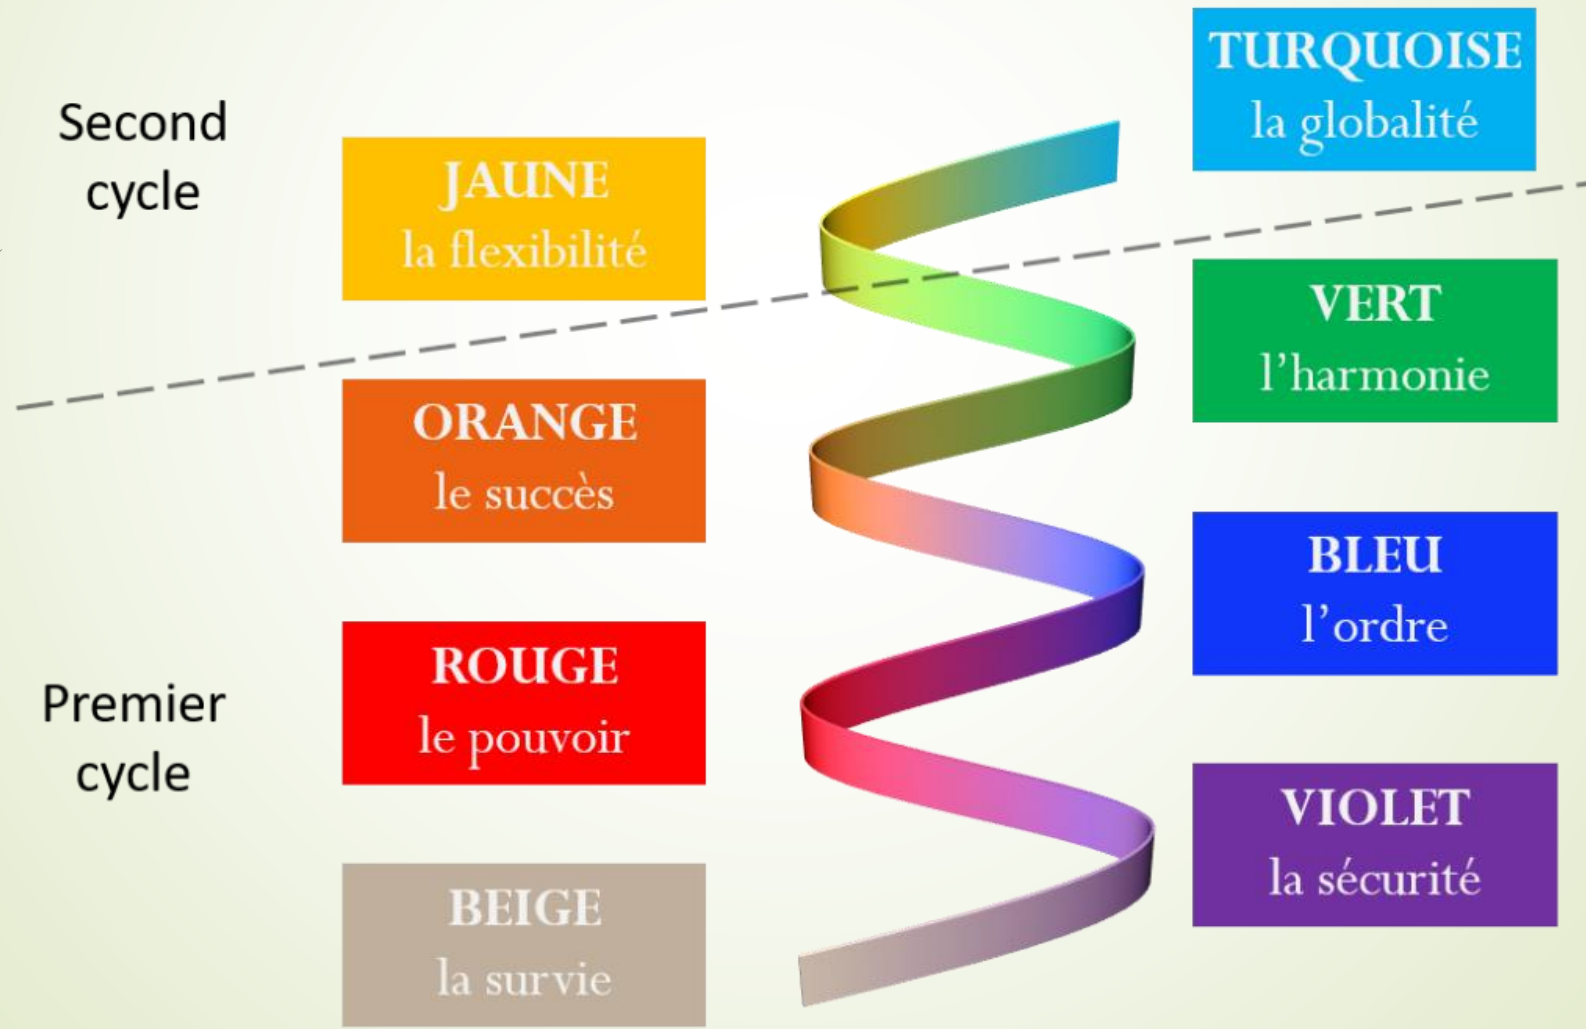 TURQUOISE
la globalité
Second
cycle
JAUNE
la flexibilité
VERT
l’harmonie
ORANGE
le succès
BLEU
l’ordre
ROUGE
le pouvoir
Premier
cycle
VIOLET
la sécurité
BEIGE
la survie